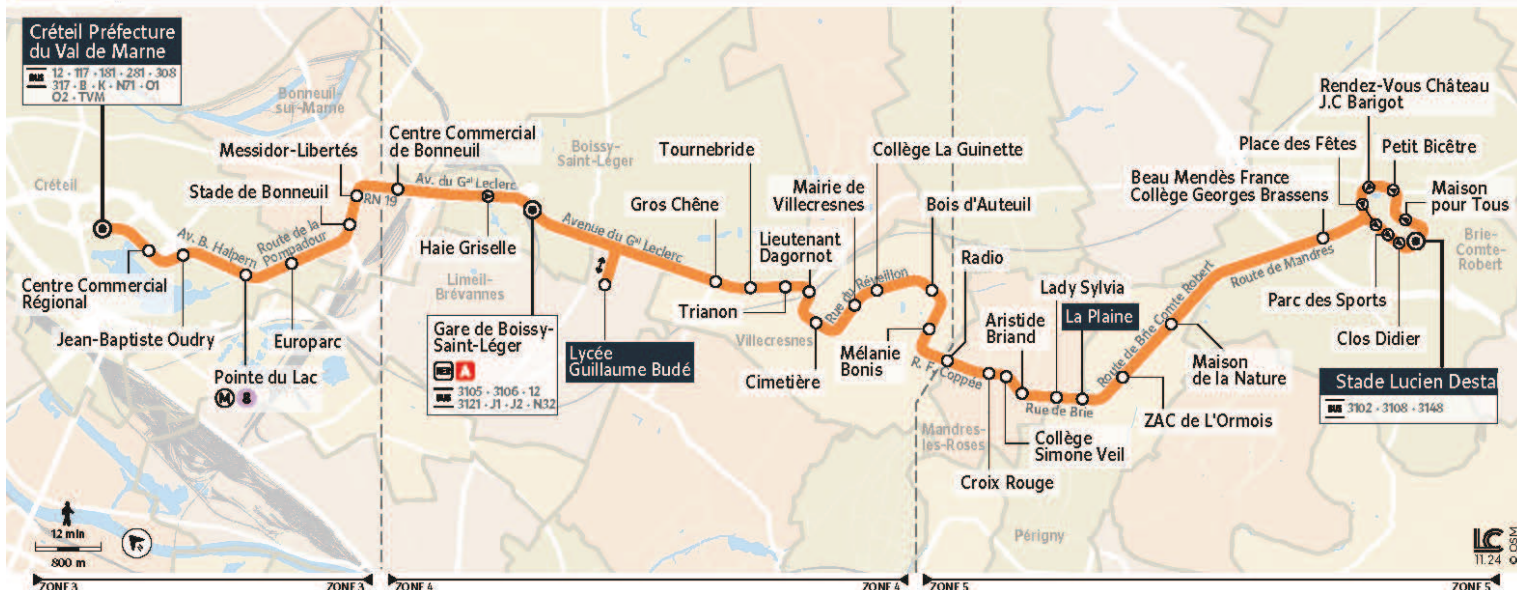 Créteil Préfecture
du Val de Marne
BUS
12 · 117 · 181 · 281 · 308
317 · B · K · N71 · O1
O2 · TVM
Bonneuil
-sur-Marne
Créteil
Messidor-Libertés
Stade de Bonneuil
RN 19
Av. B. Halpern
Route de la
Pompadour
Centre Commercial
Régional
Jean-Baptiste Oudry
Pointe du Lac
M 8
Europarc
Centre Commercial
de Bonneuil
Av. du Gal Leclerc
Haie Griselle
Boissy-
Saint-Léger
Limeil-
Brévannes
Gare de Boissy-
Saint-Léger
RER A
BUS
3105 · 3106 · 12
3121 · J1 · J2 · N32
Avenue du Gal Leclerc
Lycée
Guillaume Budé
Gros Chêne
Tournebride
Trianon
Lieutenant
Dagornot
Villecresnes
Cimetière
Mairie de
Villecresnes
Rue du Réveillon
Collège La Guinette
Bois d'Auteuil
Mélanie
Bonis
Radio
R. F. Coppée
Mandres
-les-Roses
Croix Rouge
Collège
Simone Veil
Aristide
Briand
Rue de Brie
Lady Sylvia
La Plaine
Périgny
ZAC de L'Ormois
Route de Brie Comte Robert
Maison
de la Nature
Route de Mandres
Beau Mendès France
Collège Georges Brassens
Place des Fêtes
Rendez-Vous Château
J.C Barigot
Petit Bicêtre
Maison
pour Tous
Brie-
Comte-
Robert
Parc des Sports
Clos Didier
Stade Lucien Desta
BUS
3102 · 3108 · 3148
12 min
800 m
LC
11.24
© OSM
ZONE 3
ZONE 3
ZONE 4
ZONE 4
ZONE 5
ZONE 5